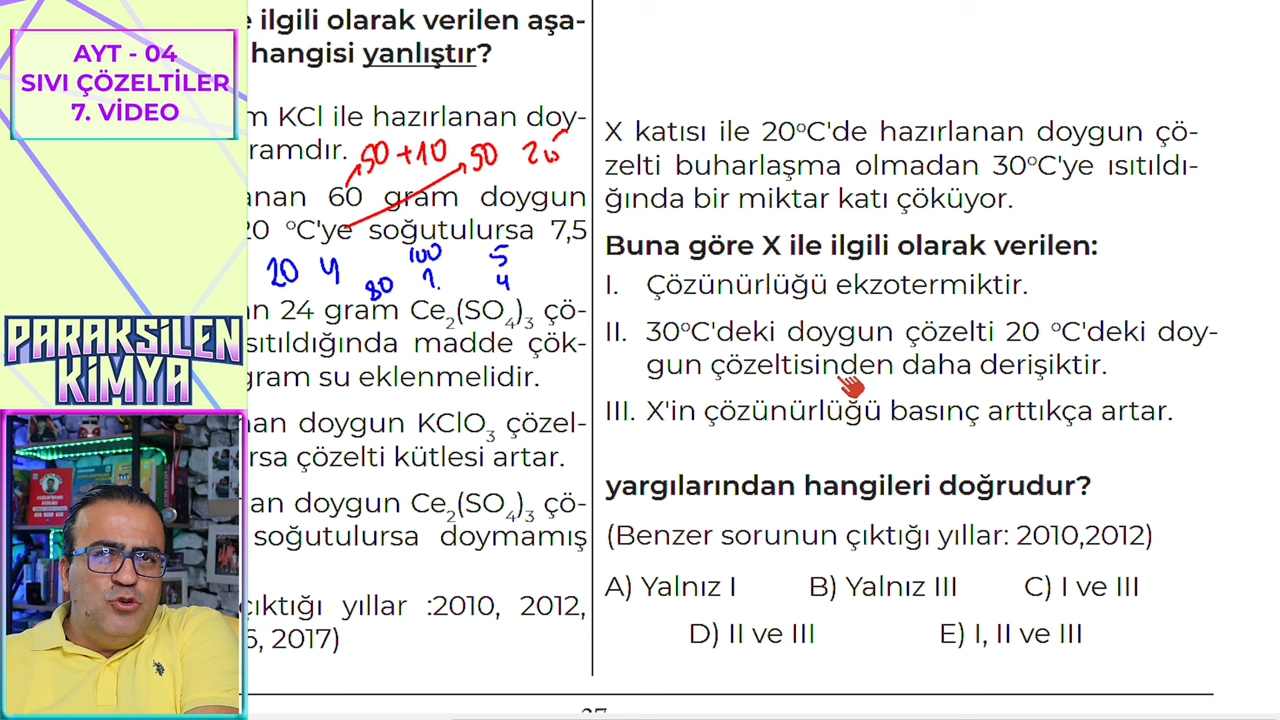 AYT - 04
SIVI ÇÖZELTİLER
7. VİDEO
PARAKSİLEN
KİMYA
ilgili olarak verilen aşa-
hangisi yanlıştır?
m KCl ile hazırlanan doy-
ramdır.
50 + 10 50
anan 60 gram doygun
20 °C'ye soğutulursa 7,5
20 4 80 100 5
1. 4
an 24 gram Ce₂(SO₄)₃ çö-
sıtıldığında madde çök-
gram su eklenmelidir.
nan doygun KClO₃ çözel-
rsa çözelti kütlesi artar.
nan doygun Ce₂(SO₄)₃ çö-
soğutulursa doymamış
çıktığı yıllar :2010, 2012,
6, 2017)
X katısı ile 20°C'de hazırlanan doygun çö-
zelti buharlaşma olmadan 30°C'ye ısıtıldı-
ğında bir miktar katı çöküyor.
Buna göre X ile ilgili olarak verilen:
I. Çözünürlüğü ekzotermiktir.
II. 30°C'deki doygun çözelti 20 °C'deki doy-
gun çözeltisinden daha derişiktir.
III. X'in çözünürlüğü basınç arttıkça artar.
yargılarından hangileri doğrudur?
(Benzer sorunun çıktığı yıllar: 2010,2012)
A) Yalnız I B) Yalnız III C) I ve III
D) II ve III E) I, II ve III